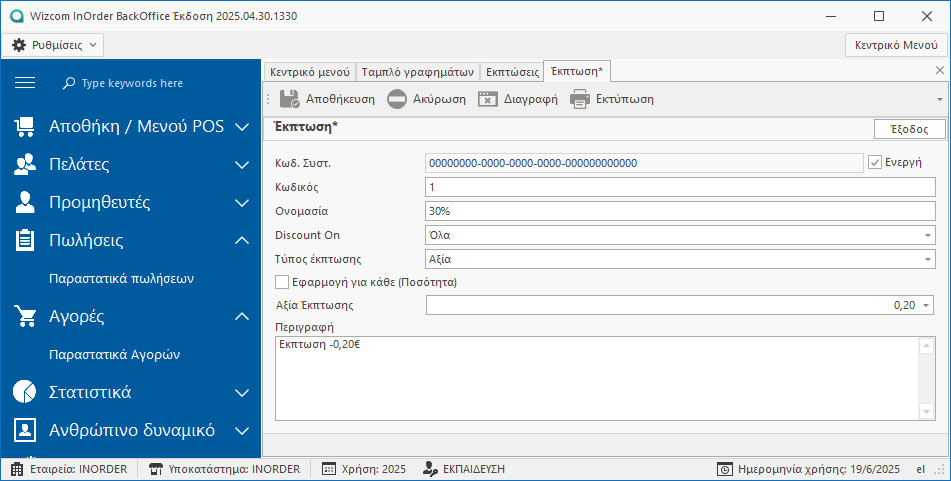 Wizcom InOrder BackOffice Έκδοση 2025.04.30.1330
Ρυθμίσεις
Κεντρικό Μενού
Type keywords here
Αποθήκη / Μενού POS
Πελάτες
Προμηθευτές
Πωλήσεις
Παραστατικά πωλήσεων
Αγορές
Παραστατικά Αγορών
Στατιστικά
Ανθρώπινο δυναμικό
Κεντρικό μενού Ταμπλό γραφημάτων Εκπτώσεις Έκπτωση*
Αποθήκευση Ακύρωση Διαγραφή Εκτύπωση
Έκπτωση* Έξοδος
Κωδ. Συστ. 00000000-0000-0000-0000-000000000000 Ενεργή
Κωδικός 1
Ονομασία 30%
Discount On Όλα
Τύπος έκπτωσης Αξία
Εφαρμογή για κάθε (Ποσότητα)
Αξία Έκπτωσης 0,20
Περιγραφή
Εκπτωση -0,20€
Εταιρεία: INORDER Υποκατάστημα: INORDER Χρήση: 2025 ΕΚΠΑΙΔΕΥΣΗ Ημερομηνία χρήσης: 19/6/2025 el